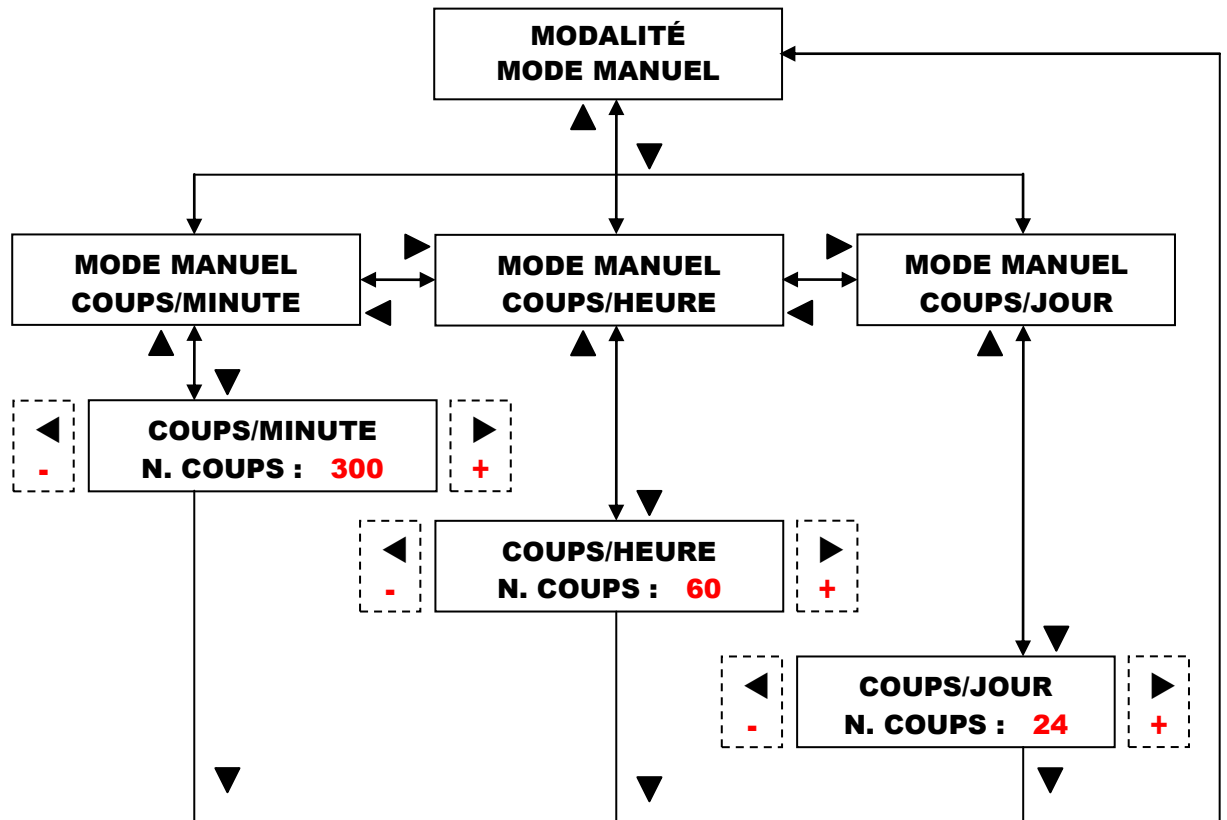 MODALITÉ
MODE MANUEL
MODE MANUEL
COUPS/MINUTE
MODE MANUEL
COUPS/HEURE
MODE MANUEL
COUPS/JOUR
COUPS/MINUTE
N. COUPS : 300
-
+
COUPS/HEURE
N. COUPS : 60
-
+
COUPS/JOUR
N. COUPS : 24
-
+